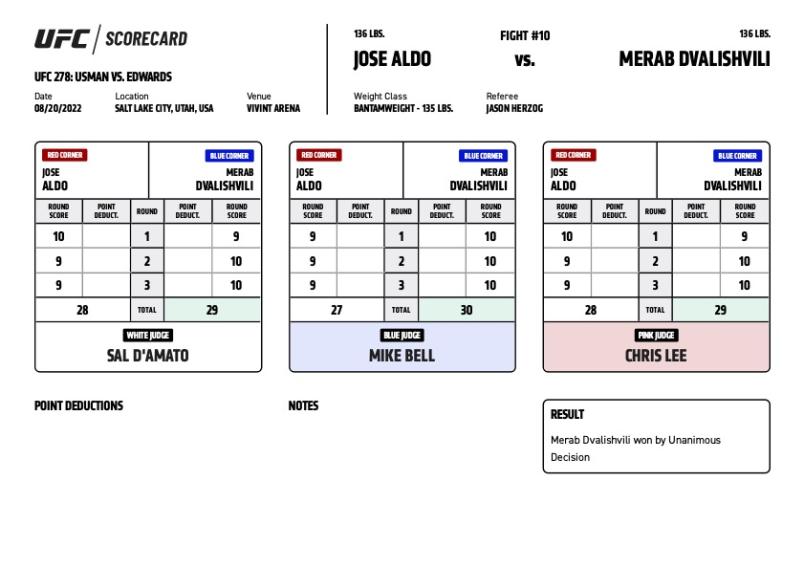 UFC / SCORECARD
UFC 278: USMAN VS. EDWARDS
Date Location Venue
08/20/2022 SALT LAKE CITY, UTAH, USA VIVINT ARENA
136 LBS. FIGHT #10 136 LBS.
JOSE ALDO VS. MERAB DVALISHVILI
Weight Class Referee
BANTAMWEIGHT - 135 LBS. JASON HERZOG
RED CORNER BLUE CORNER
JOSE MERAB
ALDO DVALISHVILI
ROUND POINT ROUND POINT ROUND
SCORE DEDUCT. DEDUCT. SCORE
10 1 9
9 2 10
9 3 10
28 TOTAL 29
WHITE JUDGE
SAL D'AMATO
RED CORNER BLUE CORNER
JOSE MERAB
ALDO DVALISHVILI
ROUND POINT ROUND POINT ROUND
SCORE DEDUCT. DEDUCT. SCORE
9 1 10
9 2 10
9 3 10
27 TOTAL 30
BLUE JUDGE
MIKE BELL
RED CORNER BLUE CORNER
JOSE MERAB
ALDO DVALISHVILI
ROUND POINT ROUND POINT ROUND
SCORE DEDUCT. DEDUCT. SCORE
10 1 9
9 2 10
9 3 10
28 TOTAL 29
PINK JUDGE
CHRIS LEE
POINT DEDUCTIONS
NOTES
RESULT
Merab Dvalishvili won by Unanimous
Decision